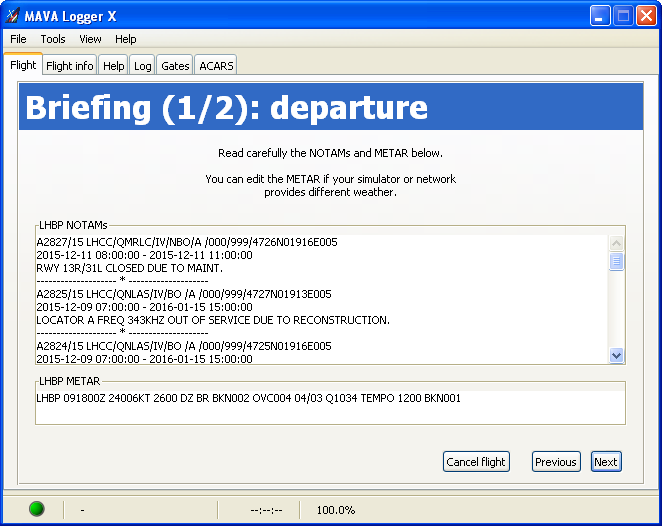 MAVA Logger X
File Tools View Help
Flight Flight info Help Log Gates ACARS
Briefing (1/2): departure
Read carefully the NOTAMs and METAR below.
You can edit the METAR if your simulator or network
provides different weather.
LHBP NOTAMs
A2827/15 LHCC/QMRLC/IV/NBO/A /000/999/4726N01916E005
2015-12-11 08:00:00 - 2015-12-11 11:00:00
RWY 13R/31L CLOSED DUE TO MAINT.
-------------------- * --------------------
A2825/15 LHCC/QNLAS/IV/BO /A /000/999/4727N01913E005
2015-12-09 07:00:00 - 2016-01-15 15:00:00
LOCATOR A FREQ 343KHZ OUT OF SERVICE DUE TO RECONSTRUCTION.
-------------------- * --------------------
A2824/15 LHCC/QNLAS/IV/BO /A /000/999/4725N01916E005
2015-12-09 07:00:00 - 2016-01-15 15:00:00
LHBP METAR
LHBP 091800Z 24006KT 2600 DZ BR BKN002 OVC004 04/03 Q1034 TEMPO 1200 BKN001
Cancel flight Previous Next
- --:--:-- 100.0%